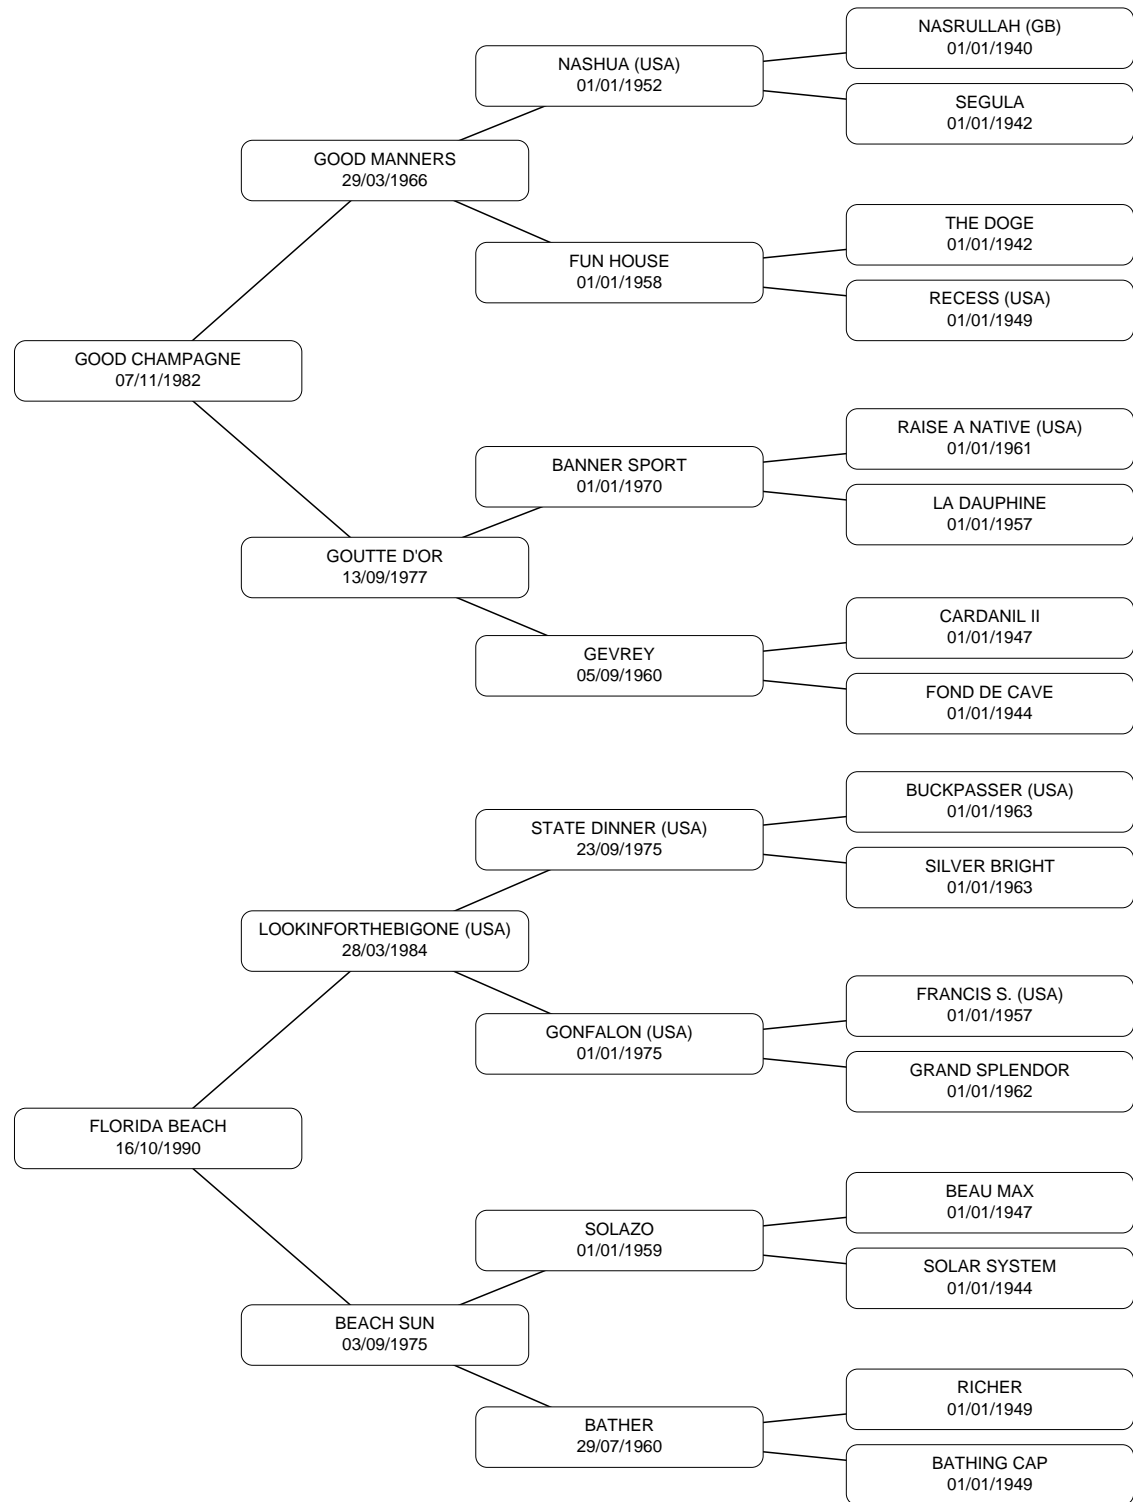 NASRULLAH (GB)
01/01/1940
NASHUA (USA)
01/01/1952
SEGULA
01/01/1942
GOOD MANNERS
29/03/1966
THE DOGE
01/01/1942
FUN HOUSE
01/01/1958
RECESS (USA)
01/01/1949
GOOD CHAMPAGNE
07/11/1982
RAISE A NATIVE (USA)
01/01/1961
BANNER SPORT
01/01/1970
LA DAUPHINE
01/01/1957
GOUTTE D'OR
13/09/1977
CARDANIL II
01/01/1947
GEVREY
05/09/1960
FOND DE CAVE
01/01/1944
BUCKPASSER (USA)
01/01/1963
STATE DINNER (USA)
23/09/1975
SILVER BRIGHT
01/01/1963
LOOKINFORTHEBIGONE (USA)
28/03/1984
FRANCIS S. (USA)
01/01/1957
GONFALON (USA)
01/01/1975
GRAND SPLENDOR
01/01/1962
FLORIDA BEACH
16/10/1990
BEAU MAX
01/01/1947
SOLAZO
01/01/1959
SOLAR SYSTEM
01/01/1944
BEACH SUN
03/09/1975
RICHER
01/01/1949
BATHER
29/07/1960
BATHING CAP
01/01/1949